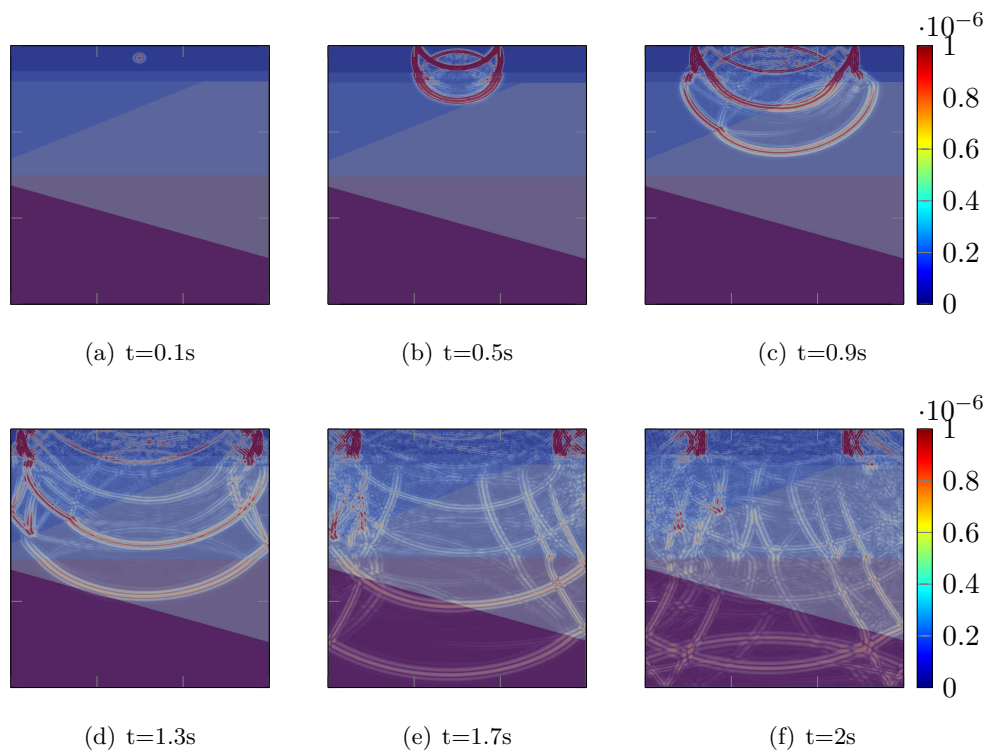 ·10−6
1
0.8
0.6
0.4
0.2
0
(a) t=0.1s
(b) t=0.5s
(c) t=0.9s
·10−6
1
0.8
0.6
0.4
0.2
0
(d) t=1.3s
(e) t=1.7s
(f) t=2s